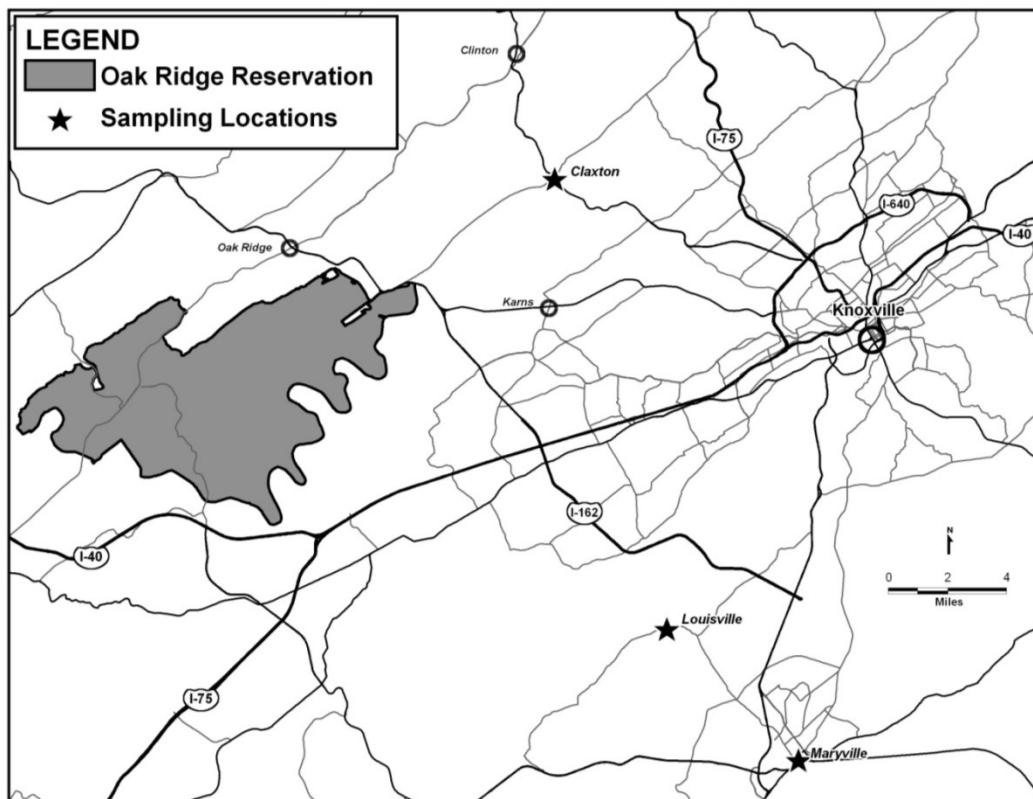 LEGEND
Oak Ridge Reservation
Sampling Locations
Clinton
I-75
Claxton
I-640
I-40
Oak Ridge
Karns
Knoxville
I-162
I-40
N
0 2 4
Miles
Louisville
I-75
Maryville